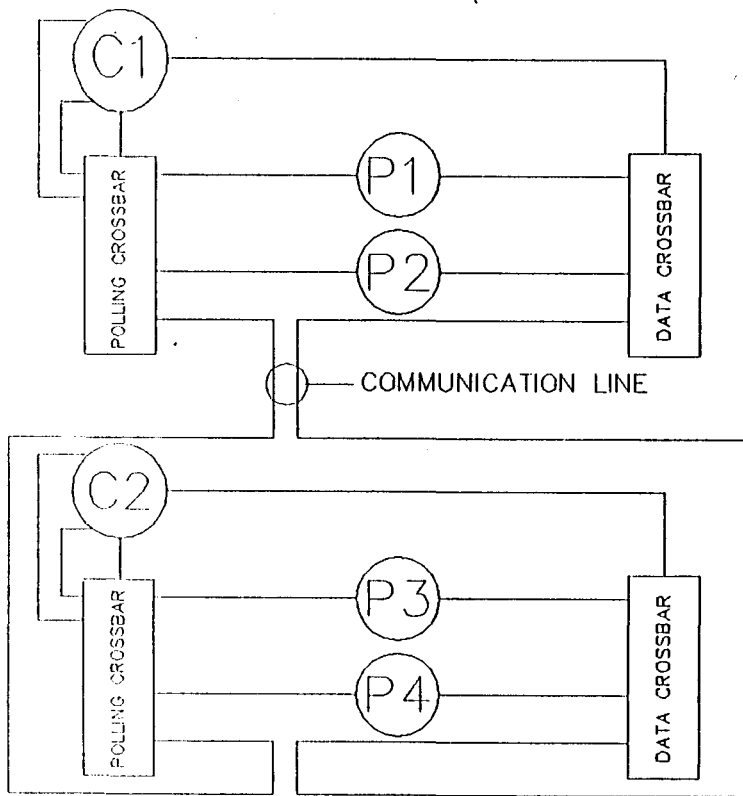 C1
P1
P2
POLLING CROSSBAR
DATA CROSSBAR
COMMUNICATION LINE
C2
P3
P4
POLLING CROSSBAR
DATA CROSSBAR